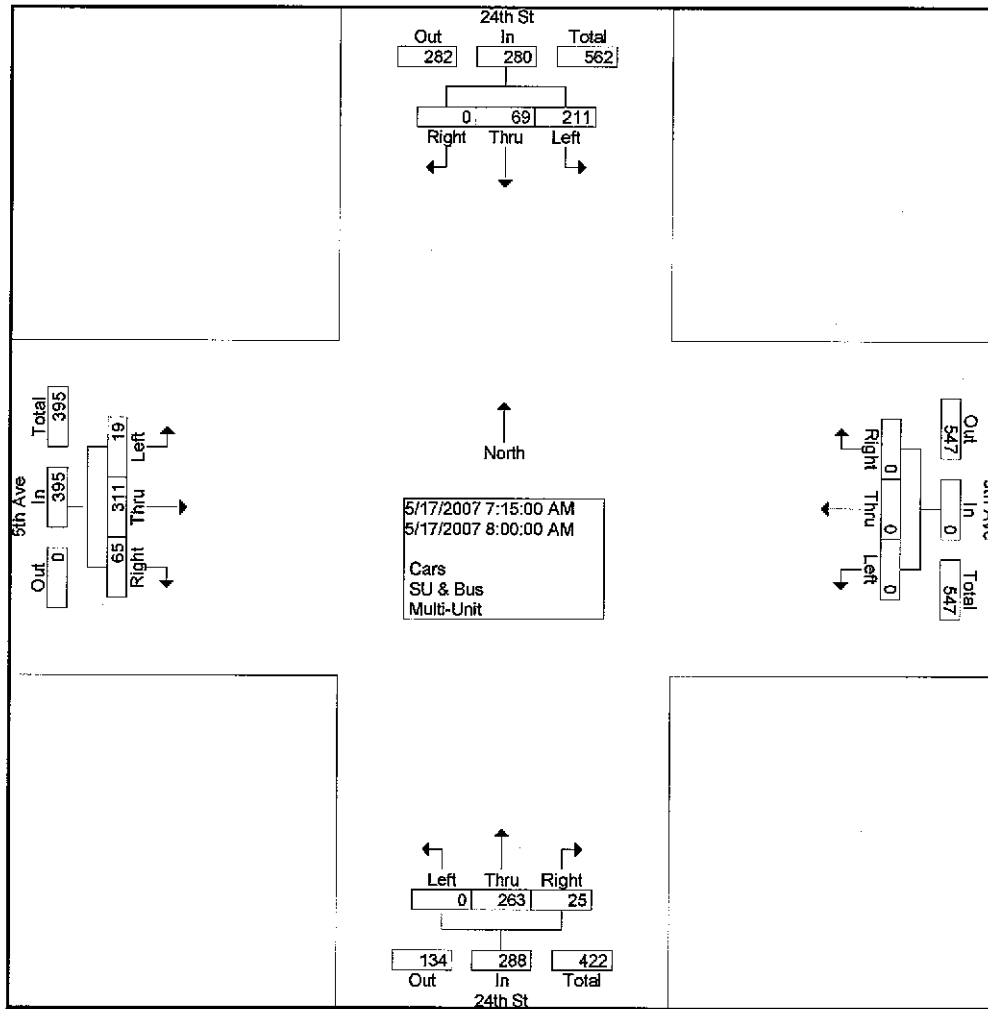 24th St
Out In Total
282 280 562
0 69 211
Right Thru Left
North
5/17/2007 7:15:00 AM
5/17/2007 8:00:00 AM
Cars
SU & Bus
Multi-Unit
5th Ave
Total In Out
395 395 0
19 311 65
Left Thru Right
Right Thru Left
0 0 0
Out In Total
547 0 547
Ave
Left Thru Right
0 263 25
134 288 422
Out In Total
24th St